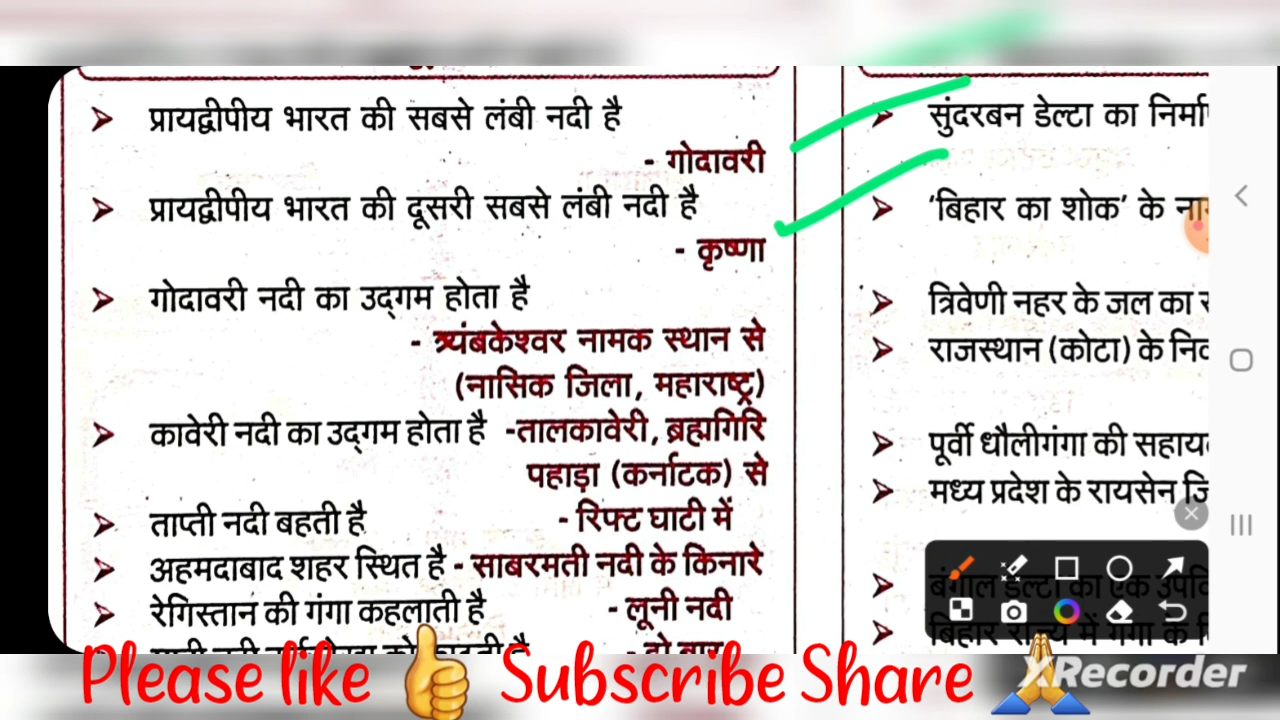 प्रायद्वीपीय भारत की सबसे लंबी नदी है
- गोदावरी
प्रायद्वीपीय भारत की दूसरी सबसे लंबी नदी है
- कृष्णा
गोदावरी नदी का उद्गम होता है
- त्र्यंबकेश्वर नामक स्थान से
(नासिक जिला, महाराष्ट्र)
कावेरी नदी का उद्गम होता है -तालकावेरी, ब्रह्मगिरि
पहाड़ा (कर्नाटक) से
ताप्ती नदी बहती है - रिफ्ट घाटी में
अहमदाबाद शहर स्थित है - साबरमती नदी के किनारे
रेगिस्तान की गंगा कहलाती है - लूनी नदी
- दो बार
सुंदरबन डेल्टा का
'बिहार का शोक' के
त्रिवेणी नहर के जल का
राजस्थान (कोटा) के
पूर्वी धौलीगंगा की
मध्य प्रदेश के रायसेन
बंगाल डेल्टा का एक
बिहार राज्य में गंगा के
Please like Subscribe Share
XRecorder